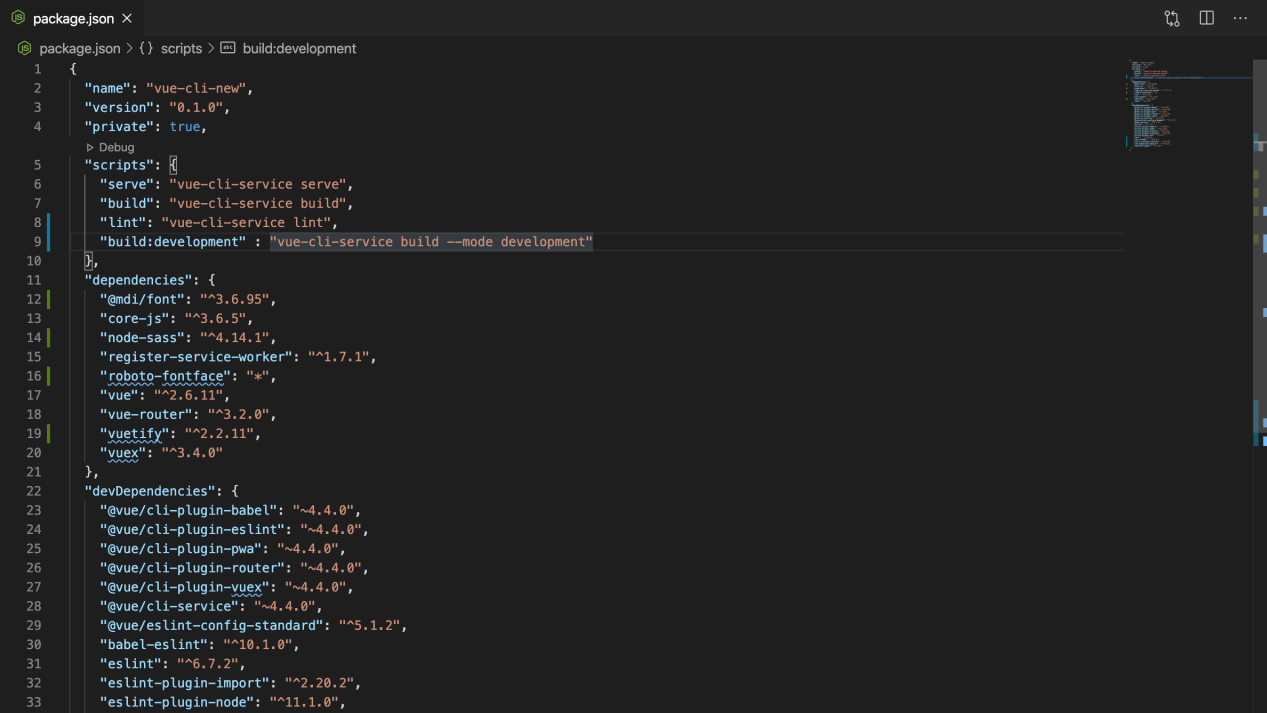 package.json
package.json > {} scripts > abc build:development
1 {
2 "name": "vue-cli-new",
3 "version": "0.1.0",
4 "private": true,
Debug
5 "scripts": {
6 "serve": "vue-cli-service serve",
7 "build": "vue-cli-service build",
8 "lint": "vue-cli-service lint",
9 "build:development" : "vue-cli-service build --mode development"
10 },
11 "dependencies": {
12 "@mdi/font": "^3.6.95",
13 "core-js": "^3.6.5",
14 "node-sass": "^4.14.1",
15 "register-service-worker": "^1.7.1",
16 "roboto-fontface": "*",
17 "vue": "^2.6.11",
18 "vue-router": "^3.2.0",
19 "vuetify": "^2.2.11",
20 "vuex": "^3.4.0"
21 },
22 "devDependencies": {
23 "@vue/cli-plugin-babel": "~4.4.0",
24 "@vue/cli-plugin-eslint": "~4.4.0",
25 "@vue/cli-plugin-pwa": "~4.4.0",
26 "@vue/cli-plugin-router": "~4.4.0",
27 "@vue/cli-plugin-vuex": "~4.4.0",
28 "@vue/cli-service": "~4.4.0",
29 "@vue/eslint-config-standard": "^5.1.2",
30 "babel-eslint": "^10.1.0",
31 "eslint": "^6.7.2",
32 "eslint-plugin-import": "^2.20.2",
33 "eslint-plugin-node": "^11.1.0",